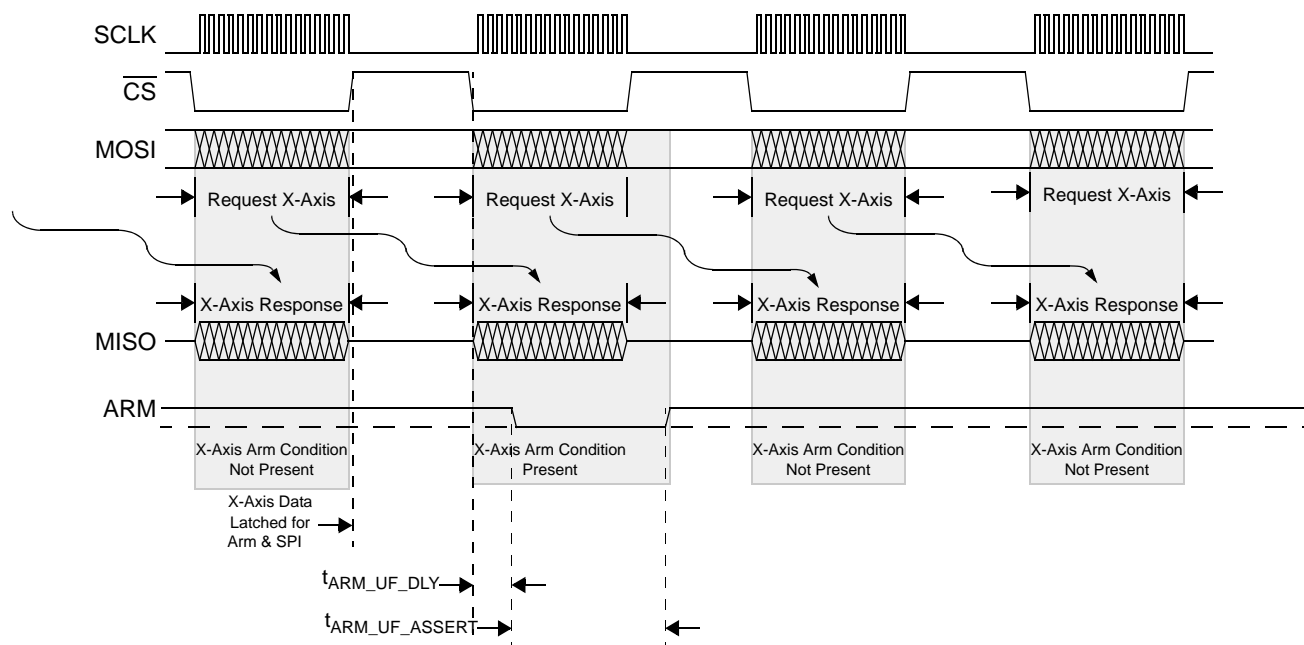 SCLK
CS
MOSI
Request X-Axis
Request X-Axis
Request X-Axis
Request X-Axis
X-Axis Response
X-Axis Response
X-Axis Response
X-Axis Response
MISO
ARM
X-Axis Arm Condition
Not Present
X-Axis Arm Condition
Present
X-Axis Arm Condition
Not Present
X-Axis Arm Condition
Not Present
X-Axis Data
Latched for
Arm & SPI
tARM_UF_DLY
tARM_UF_ASSERT